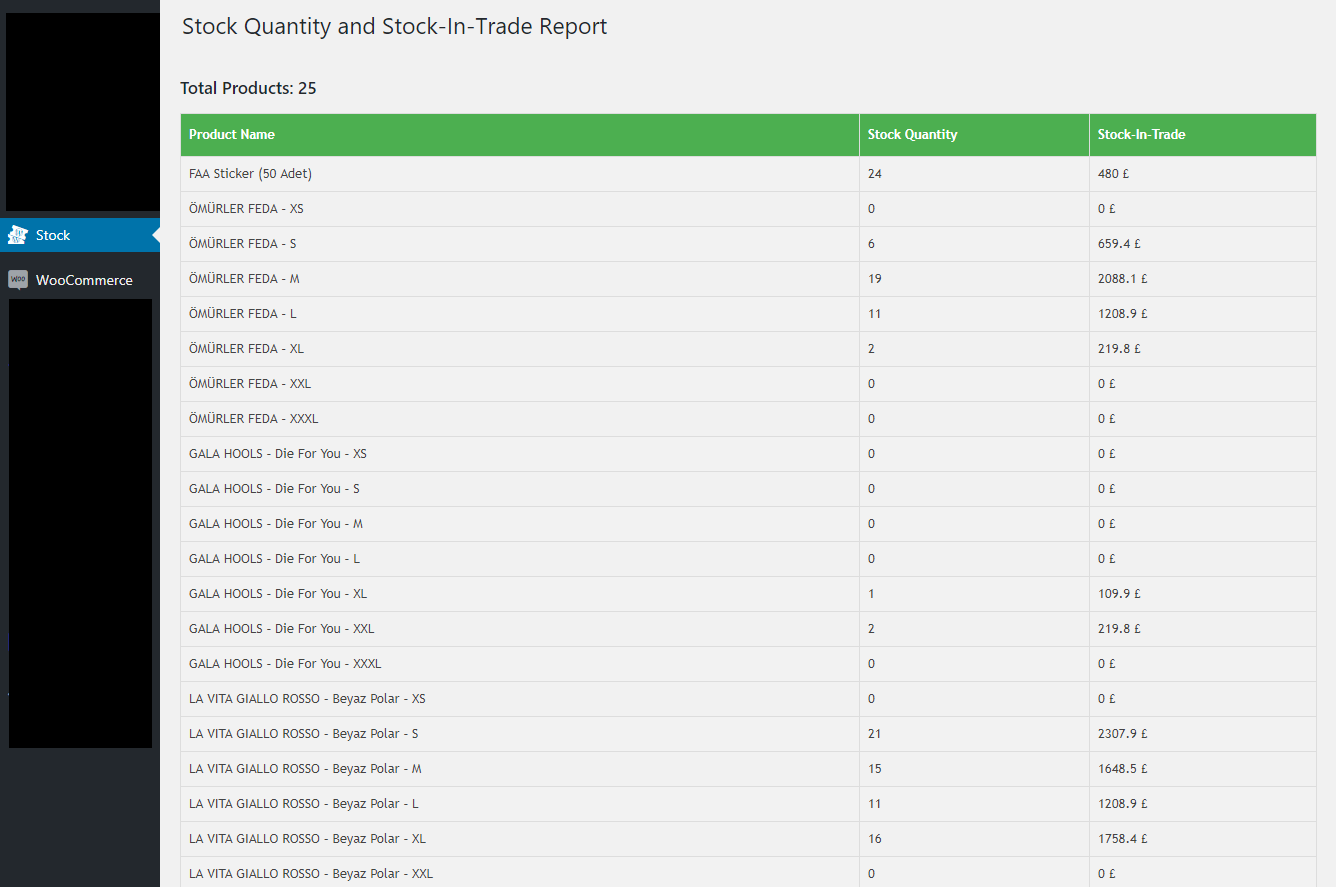 Stock Quantity and Stock-In-Trade Report
Total Products: 25
Product Name Stock Quantity Stock-In-Trade
FAA Sticker (50 Adet) 24 480 £
ÖMÜRLER FEDA - XS 0 0 £
ÖMÜRLER FEDA - S 6 659.4 £
Stock
ÖMÜRLER FEDA - M 19 2088.1 £
WooCommerce
ÖMÜRLER FEDA - L 11 1208.9 £
ÖMÜRLER FEDA - XL 2 219.8 £
ÖMÜRLER FEDA - XXL 0 0 £
ÖMÜRLER FEDA - XXXL 0 0 £
GALA HOOLS - Die For You - XS 0 0 £
GALA HOOLS - Die For You - S 0 0 £
GALA HOOLS - Die For You - M 0 0 £
GALA HOOLS - Die For You - L 0 0 £
GALA HOOLS - Die For You - XL 1 109.9 £
GALA HOOLS - Die For You - XXL 2 219.8 £
GALA HOOLS - Die For You - XXXL 0 0 £
LA VITA GIALLO ROSSO - Beyaz Polar - XS 0 0 £
LA VITA GIALLO ROSSO - Beyaz Polar - S 21 2307.9 £
LA VITA GIALLO ROSSO - Beyaz Polar - M 15 1648.5 £
LA VITA GIALLO ROSSO - Beyaz Polar - L 11 1208.9 £
LA VITA GIALLO ROSSO - Beyaz Polar - XL 16 1758.4 £
LA VITA GIALLO ROSSO - Beyaz Polar - XXL 0 0 £